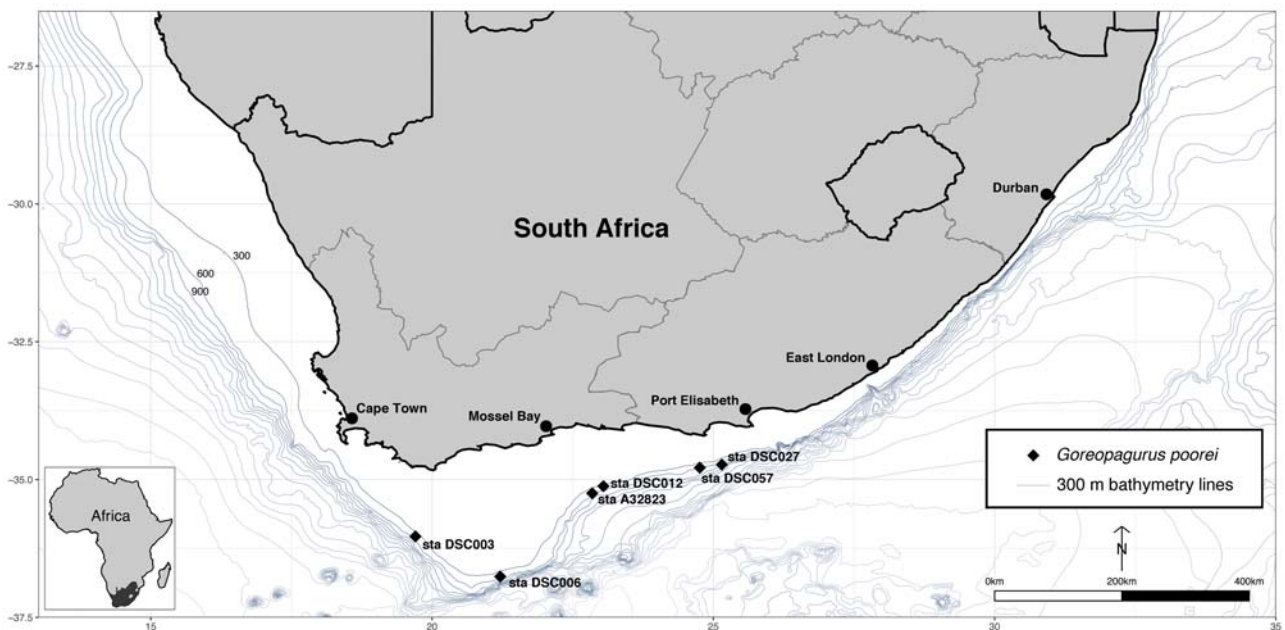 −27.5
Durban
−30.0
South Africa
300
600
900
−32.5
East London
Port Elisabeth
Cape Town
Mossel Bay
sta DSC027
sta DSC057
sta DSC012
sta A32823
−35.0
Goreopagurus poorei
300 m bathymetry lines
Africa
sta DSC003
sta DSC006
N
0km
200km
400km
−37.5
15
20
25
30
35